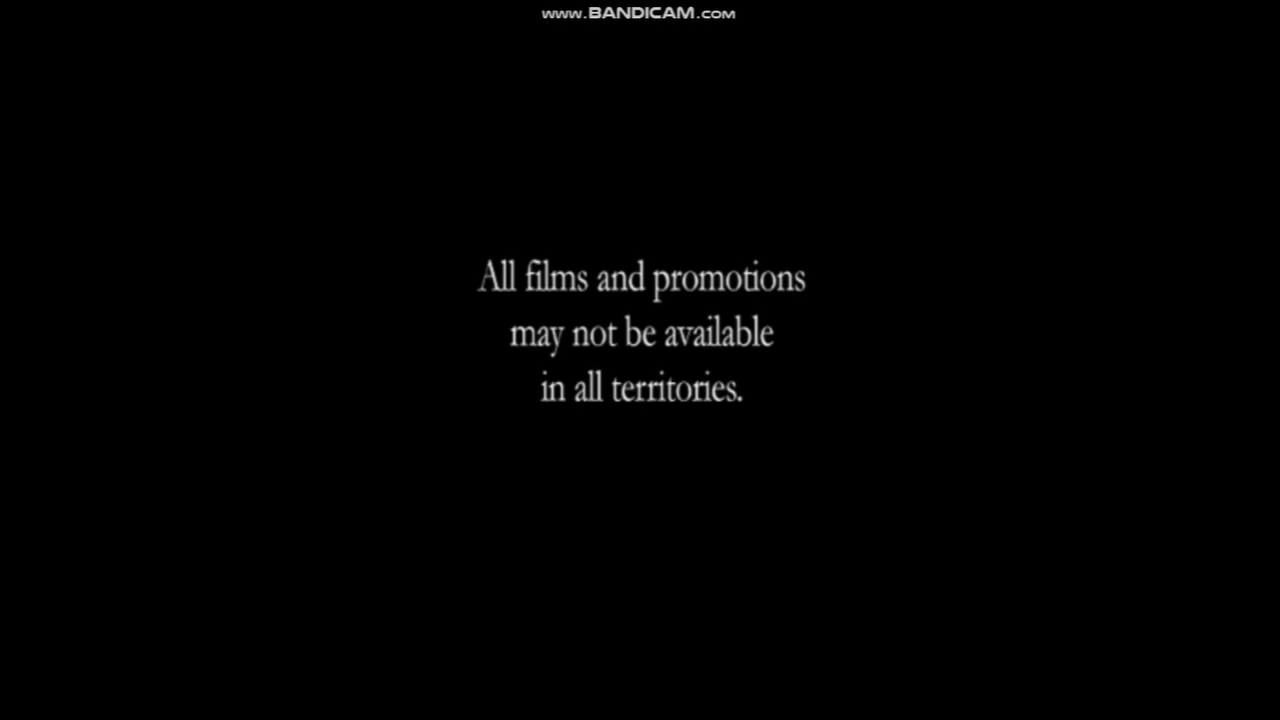 www.BANDICAM.com
All films and promotions
may not be available
in all territories.